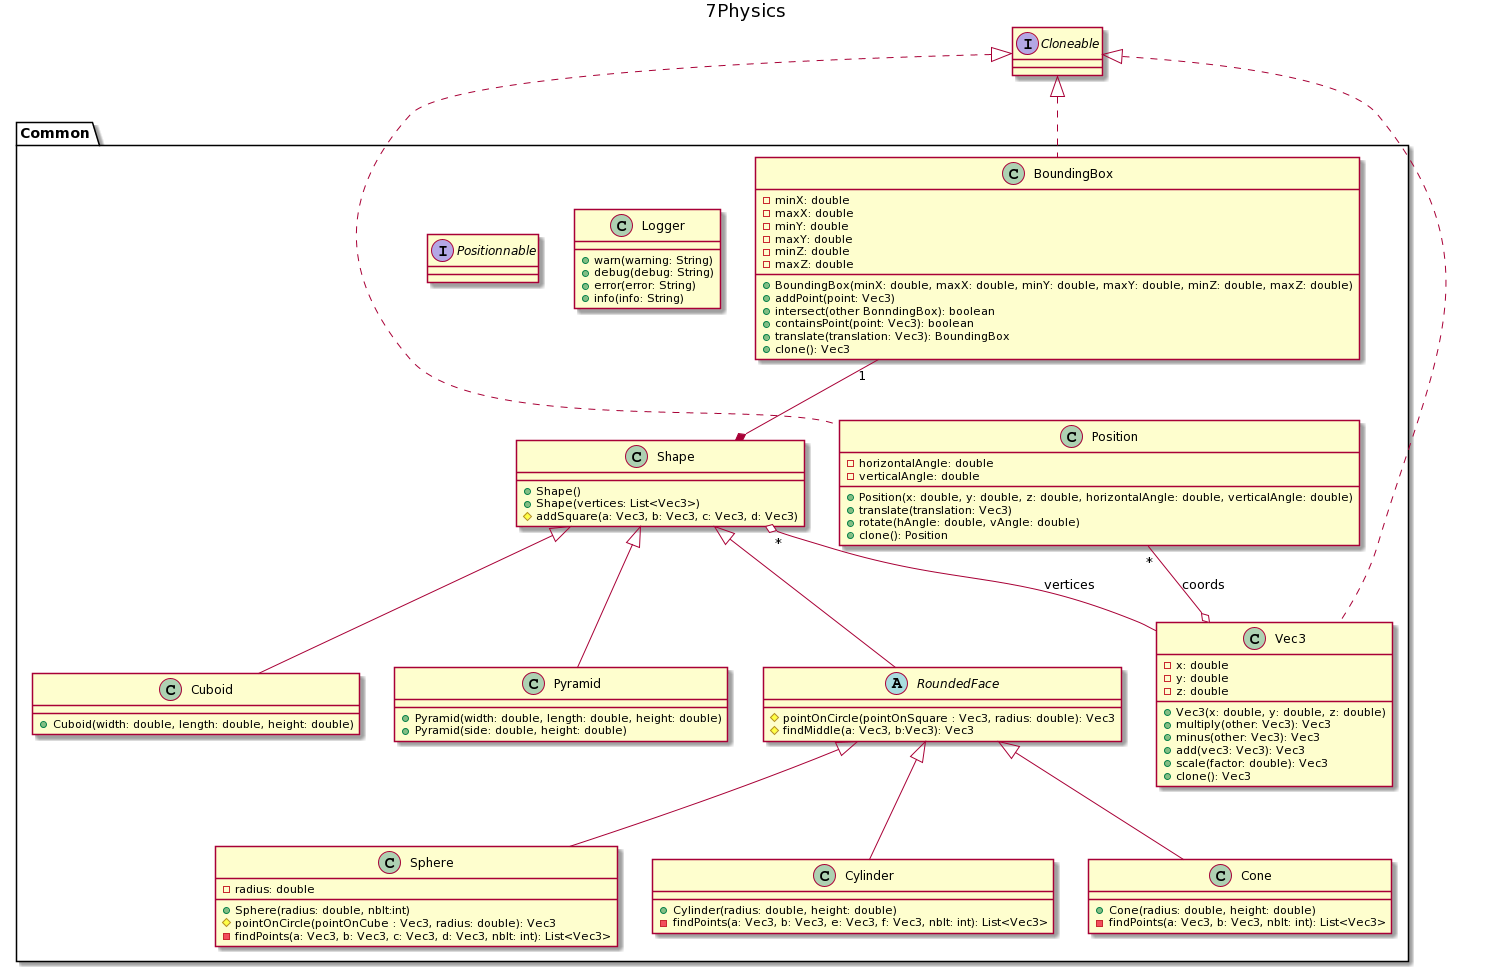 7Physics
I Cloneable
Common
C BoundingBox
minX: double
maxX: double
minY: double
maxY: double
minZ: double
maxZ: double
BoundingBox(minX: double, maxX: double, minY: double, maxY: double, minZ: double, maxZ: double)
addPoint(point: Vec3)
intersect(other BonndingBox): boolean
containsPoint(point: Vec3): boolean
translate(translation: Vec3): BoundingBox
clone(): Vec3
C Logger
warn(warning: String)
debug(debug: String)
error(error: String)
info(info: String)
I Positionnable
1
C Shape
Shape()
Shape(vertices: List<Vec3>)
addSquare(a: Vec3, b: Vec3, c: Vec3, d: Vec3)
C Position
horizontalAngle: double
verticalAngle: double
Position(x: double, y: double, z: double, horizontalAngle: double, verticalAngle: double)
translate(translation: Vec3)
rotate(hAngle: double, vAngle: double)
clone(): Position
*
vertices
*
coords
C Vec3
x: double
y: double
z: double
Vec3(x: double, y: double, z: double)
multiply(other: Vec3): Vec3
minus(other: Vec3): Vec3
add(vec3: Vec3): Vec3
scale(factor: double): Vec3
clone(): Vec3
C Cuboid
Cuboid(width: double, length: double, height: double)
C Pyramid
Pyramid(width: double, length: double, height: double)
Pyramid(side: double, height: double)
A RoundedFace
pointOnCircle(pointOnSquare : Vec3, radius: double): Vec3
findMiddle(a: Vec3, b:Vec3): Vec3
C Sphere
radius: double
Sphere(radius: double, nbIt:int)
pointOnCircle(pointOnCube : Vec3, radius: double): Vec3
findPoints(a: Vec3, b: Vec3, c: Vec3, d: Vec3, nbIt: int): List<Vec3>
C Cylinder
Cylinder(radius: double, height: double)
findPoints(a: Vec3, b: Vec3, e: Vec3, f: Vec3, nbIt: int): List<Vec3>
C Cone
Cone(radius: double, height: double)
findPoints(a: Vec3, b: Vec3, nbIt: int): List<Vec3>